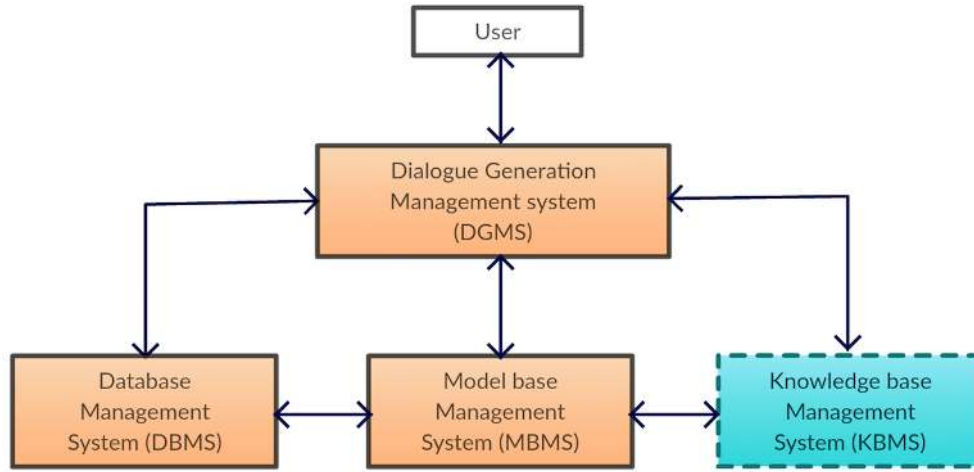 User
Dialogue Generation
Management system
(DGMS)
Database
Management
System (DBMS)
Model base
Management
System (MBMS)
Knowledge base
Management
System (KBMS)